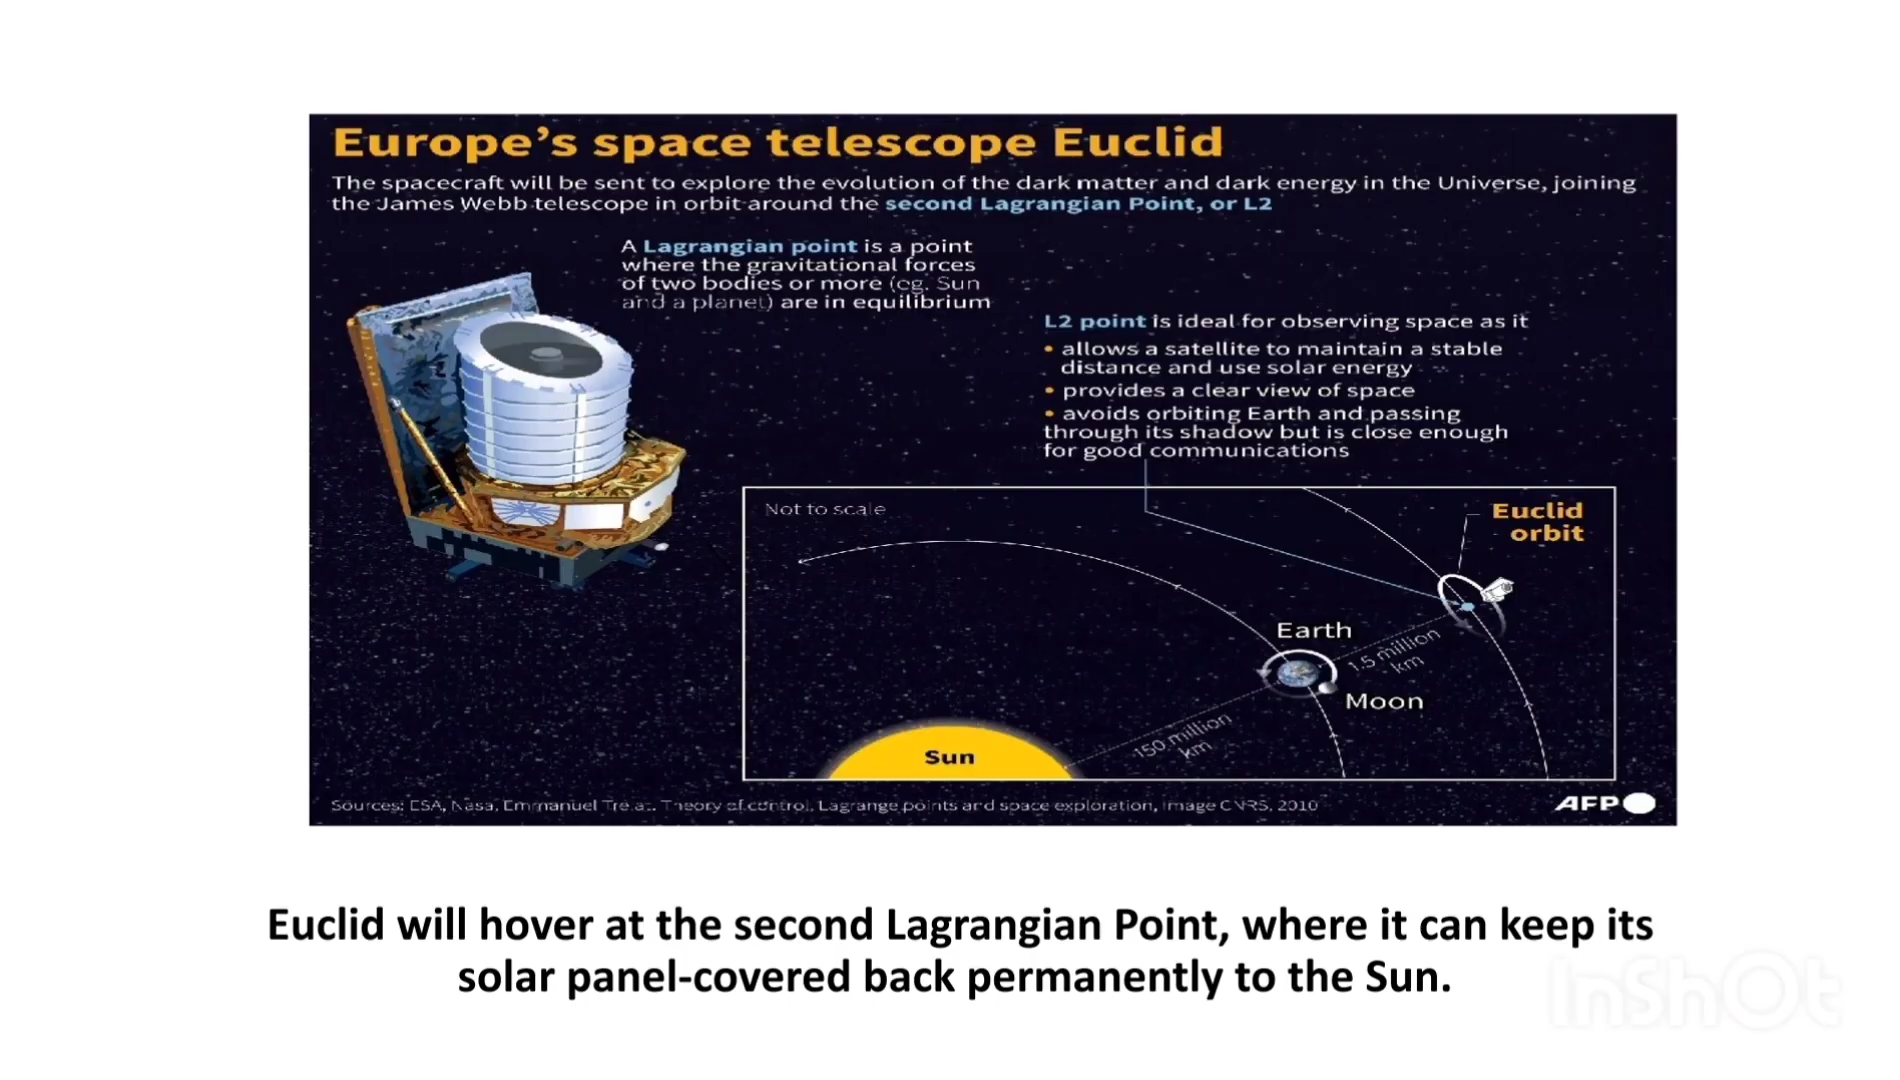 Europe's space telescope Euclid
The spacecraft will be sent to explore the evolution of the dark matter and dark energy in the Universe, joining
the James Webb telescope in orbit around the second Lagrangian Point, or L2
A Lagrangian point is a point
where the gravitational forces
of two bodies or more (eg. Sun
and a planet) are in equilibrium
L2 point is ideal for observing space as it
• allows a satellite to maintain a stable
distance and use solar energy
• provides a clear view of space
• avoids orbiting Earth and passing
through its shadow but is close enough
for good communications
Not to scale
Euclid
orbit
Earth
1.5 million
km
Moon
150 million
km
Sun
Sources: ESA, Nasa, Emmanuel Theory of control, Lagrange points and space exploration, Image CNRS, 2010
AFP
Euclid will hover at the second Lagrangian Point, where it can keep its
solar panel-covered back permanently to the Sun.
InShOt